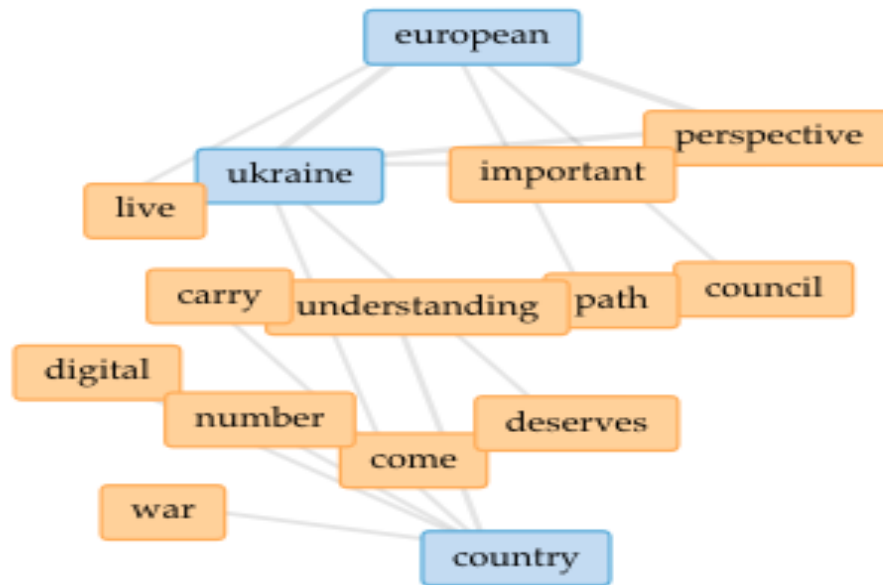 european
perspective
important
ukraine
live
council
path
understanding
carry
digital
number
deserves
come
war
country